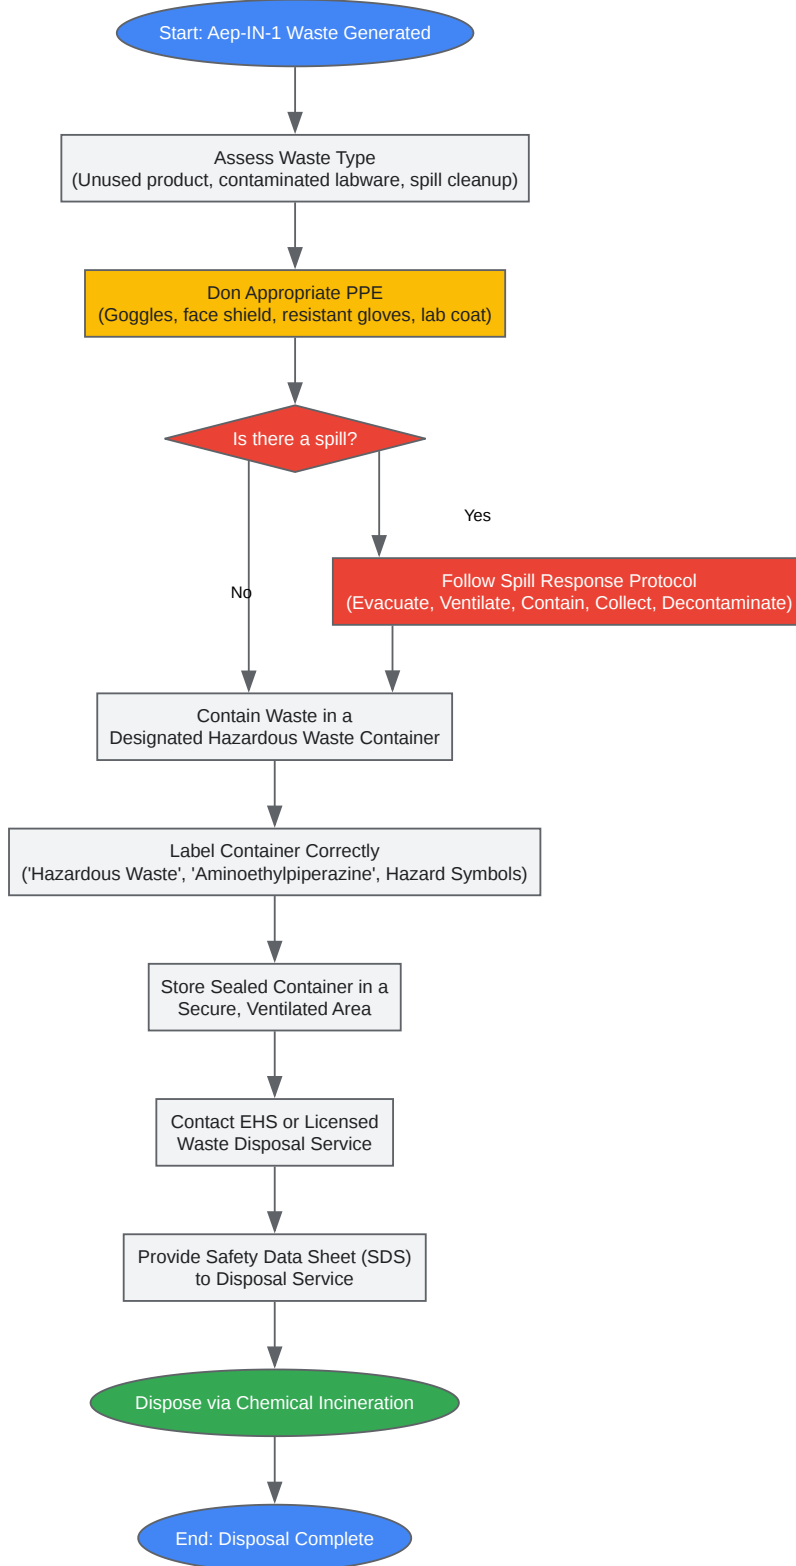 Start: Aep-IN-1 Waste Generated
Assess Waste Type
(Unused product, contaminated labware, spill cleanup)
Don Appropriate PPE
(Goggles, face shield, resistant gloves, lab coat)
Is there a spill?
Yes
Follow Spill Response Protocol
(Evacuate, Ventilate, Contain, Collect, Decontaminate)
No
Contain Waste in a
Designated Hazardous Waste Container
Label Container Correctly
('Hazardous Waste', 'Aminoethylpiperazine', Hazard Symbols)
Store Sealed Container in a
Secure, Ventilated Area
Contact EHS or Licensed
Waste Disposal Service
Provide Safety Data Sheet (SDS)
to Disposal Service
Dispose via Chemical Incineration
End: Disposal Complete